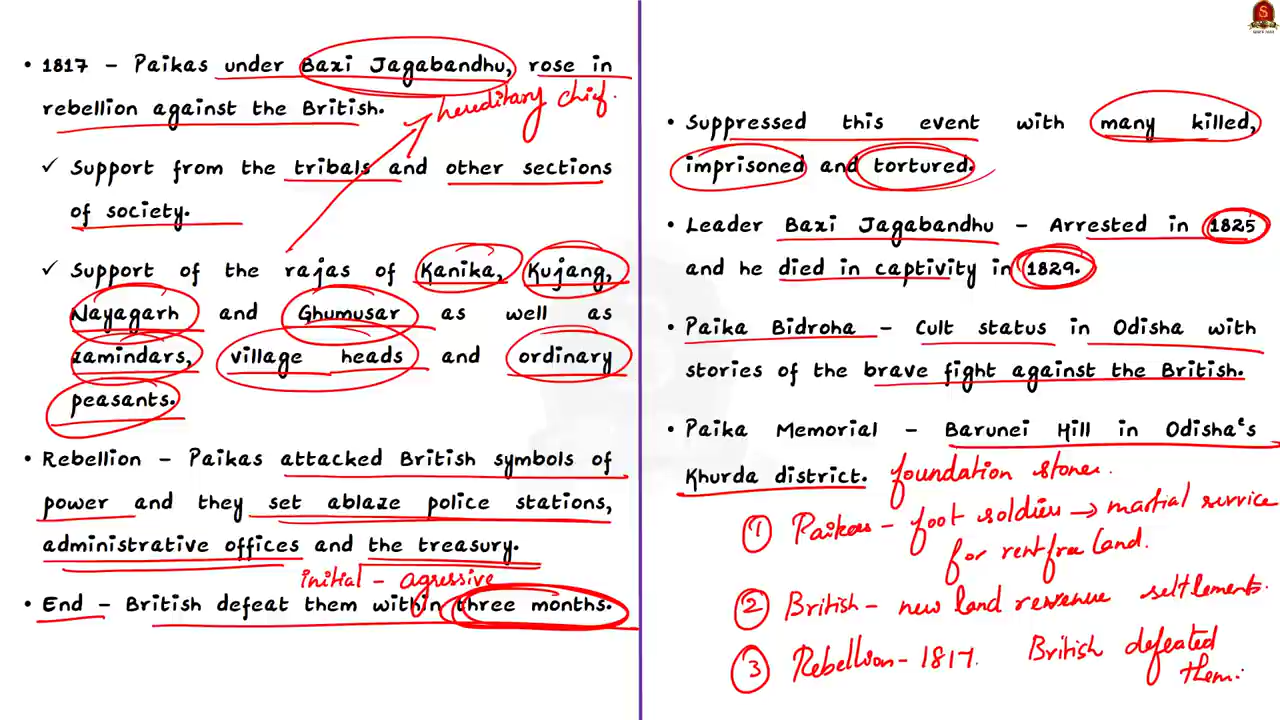 • 1817 – Paikas under Baxi Jagabandhu, rose in
rebellion against the British.
hereditary chief.
✓ Support from the tribals and other sections
of society.
✓ Support of the rajas of Kanika, Kujang,
Nayagarh and Ghumusar as well as
zamindars, village heads and ordinary
peasants.
• Rebellion – Paikas attacked British symbols of
power and they set ablaze police stations,
administrative offices and the treasury.
initial – agressive
• End – British defeat them within three months.
• Suppressed this event with many killed,
imprisoned and tortured.
• Leader Baxi Jagabandhu – Arrested in 1825
and he died in captivity in 1829.
• Paika Bidroha – Cult status in Odisha with
stories of the brave fight against the British.
• Paika Memorial – Barunei Hill in Odisha's
Khurda district. foundation stone.
① Paikas – foot soldiers → martial service
for rentfree land.
② British – new land revenue settlements.
③ Rebellion – 1817. British defeated
them.